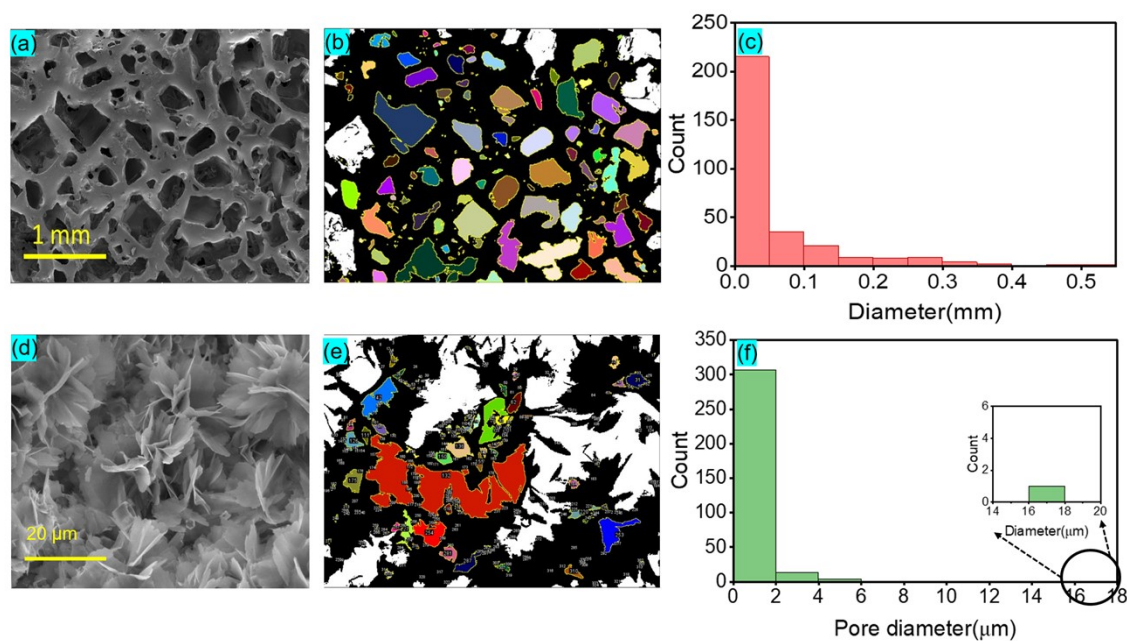 (a)
1 mm
(b)
(c)
250
200
150
100
50
0
Count
0.0 0.1 0.2 0.3 0.4 0.5
Diameter(mm)
(d)
20 µm
(e)
(f)
350
300
250
200
150
100
50
0
Count
6
4
2
0
Count
14 16 18 20
Diameter(µm)
0 2 4 6 8 10 12 14 16 18
Pore diameter(µm)